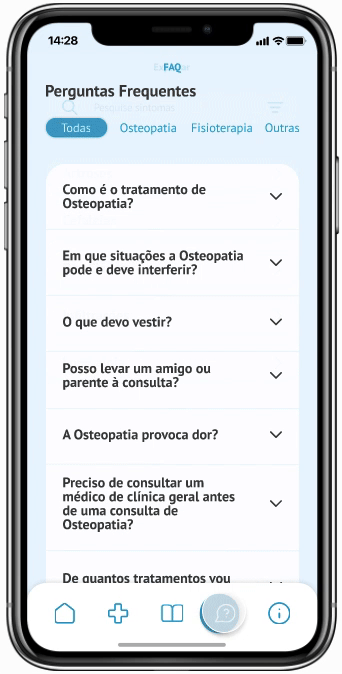 14:28
FAQ
Perguntas Frequentes
Pesquisar sintomas
Todas Osteopatia Fisioterapia Outras
Como é o tratamento de
Osteopatia?
Em que situações a Osteopatia
pode e deve interferir?
O que devo vestir?
Posso levar um amigo ou
parente à consulta?
A Osteopatia provoca dor?
Preciso de consultar um
médico de clínica geral antes
de uma consulta de
Osteopatia?
De quantos tratamentos vou